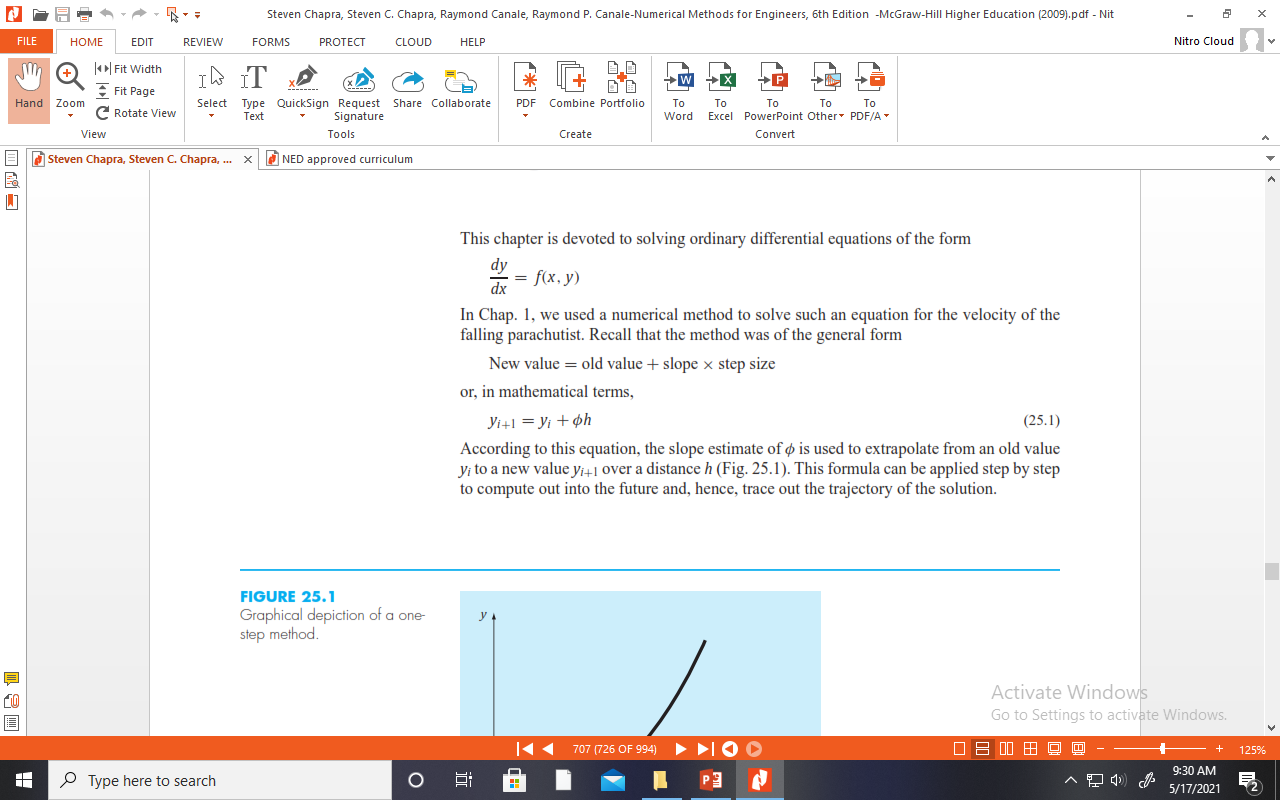 Steven Chapra, Steven C. Chapra, Raymond Canale, Raymond P. Canale-Numerical Methods for Engineers, 6th Edition -McGraw-Hill Higher Education (2009).pdf - Nit
FILE HOME EDIT REVIEW FORMS PROTECT CLOUD HELP
Nitro Cloud
Hand
Zoom
Fit Width
Fit Page
Rotate View
View
Select
Type Text
QuickSign
Request Signature
Share
Collaborate
Tools
PDF
Combine
Portfolio
Create
To Word
To Excel
To PowerPoint
To Other
To PDF/A
Convert
Steven Chapra, Steven C. Chapra, ...
NED approved curriculum
This chapter is devoted to solving ordinary differential equations of the form
dy/dx = f(x, y)
In Chap. 1, we used a numerical method to solve such an equation for the velocity of the
falling parachutist. Recall that the method was of the general form
New value = old value + slope × step size
or, in mathematical terms,
yᵢ₊₁ = yᵢ + ϕh (25.1)
According to this equation, the slope estimate of ϕ is used to extrapolate from an old value
yᵢ to a new value yᵢ₊₁ over a distance h (Fig. 25.1). This formula can be applied step by step
to compute out into the future and, hence, trace out the trajectory of the solution.
FIGURE 25.1
Graphical depiction of a one-
step method.
y
Activate Windows
Go to Settings to activate Windows.
707 (726 OF 994)
125%
Type here to search
9:30 AM
5/17/2021
2